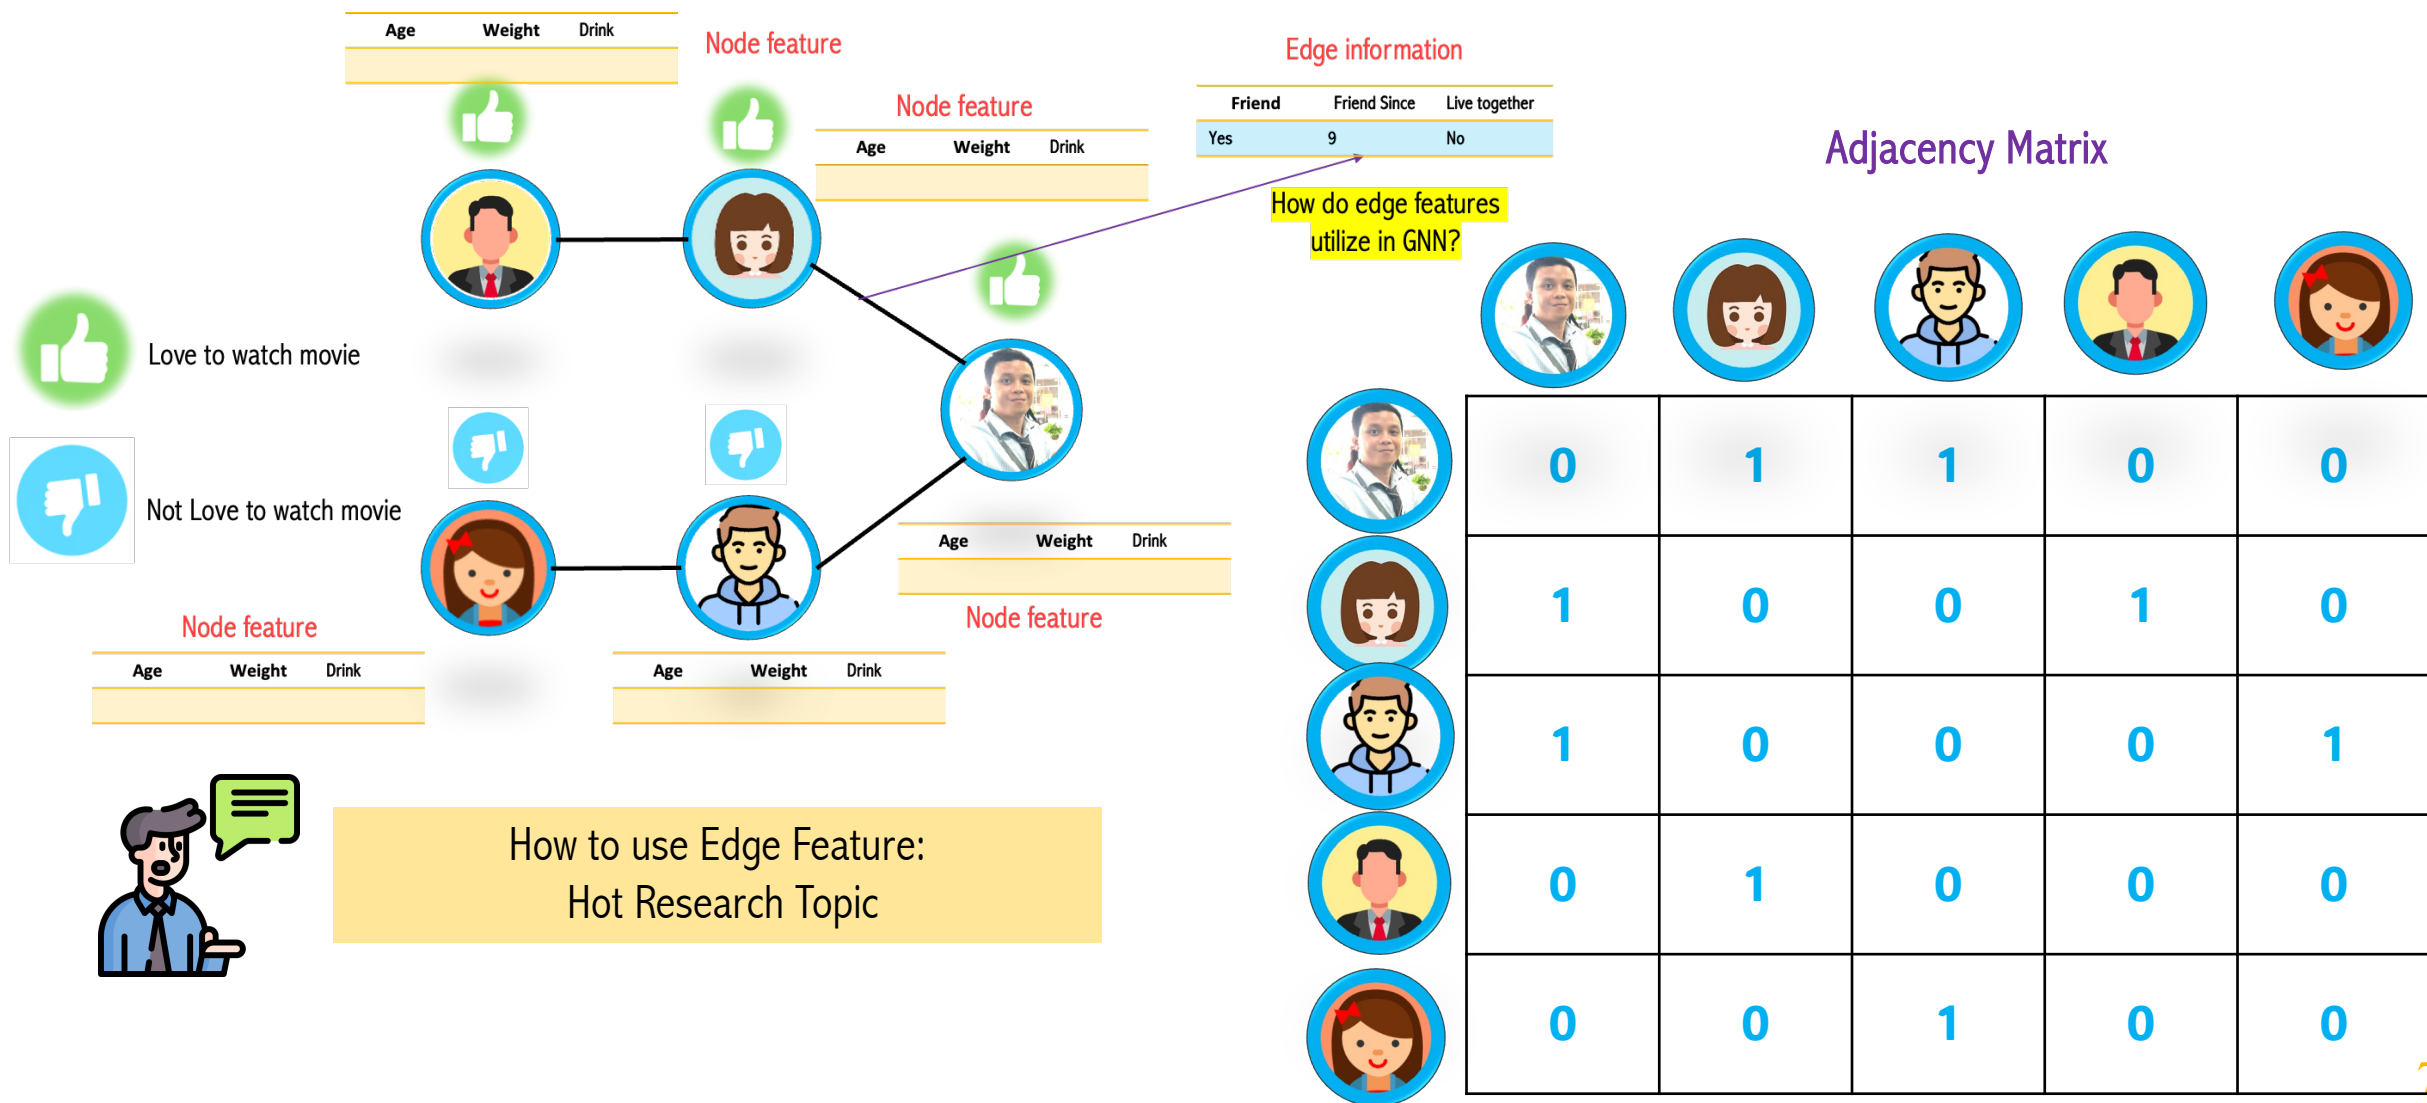 Age Weight Drink
Node feature
Node feature
Age Weight Drink
Edge information
Friend Friend Since Live together
Yes 9 No
How do edge features
utilize in GNN?
Adjacency Matrix
Love to watch movie
Not Love to watch movie
Age Weight Drink
Node feature
Node feature
Age Weight Drink
Age Weight Drink
How to use Edge Feature:
Hot Research Topic
0 1 1 0 0
1 0 0 1 0
1 0 0 0 1
0 1 0 0 0
0 0 1 0 0